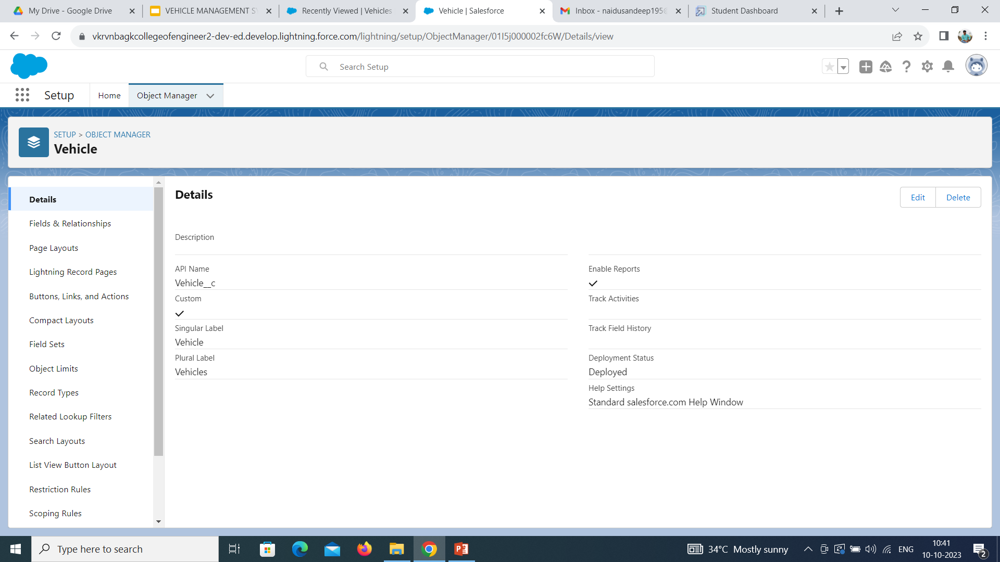 My Drive - Google Drive
VEHICLE MANAGEMENT SY
Recently Viewed | Vehicles
Vehicle | Salesforce
Inbox - naidusandeep195@
Student Dashboard
vkrvnbagkcollegeofengineer2-dev-ed.develop.lightning.force.com/lightning/setup/ObjectManager/01I5j000002fc6W/Details/view
Search Setup
Setup
Home
Object Manager
SETUP > OBJECT MANAGER
Vehicle
Details
Fields & Relationships
Page Layouts
Lightning Record Pages
Buttons, Links, and Actions
Compact Layouts
Field Sets
Object Limits
Record Types
Related Lookup Filters
Search Layouts
List View Button Layout
Restriction Rules
Scoping Rules
Details
Edit
Delete
Description
API Name
Vehicle__c
Custom
Singular Label
Vehicle
Plural Label
Vehicles
Enable Reports
Track Activities
Track Field History
Deployment Status
Deployed
Help Settings
Standard salesforce.com Help Window
Type here to search
34°C Mostly sunny
ENG
10:41
10-10-2023
2